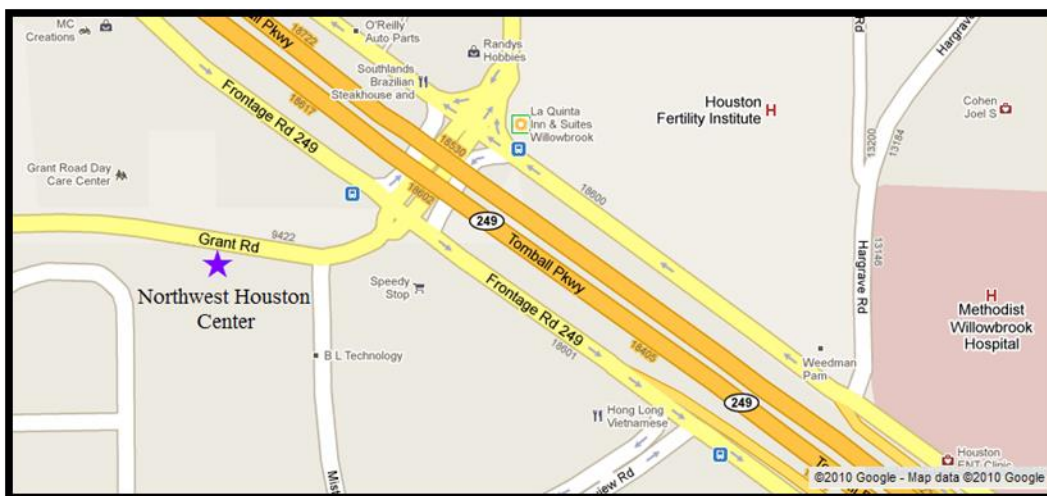 MC
Creations
18722
Pkwy
O'Reilly
Auto Parts
Randys
Hobbies
Rd
Hargrave
Southlands
Brazilian
Steakhouse and
Frontage Rd 249
18617
La Quinta
Inn & Suites
Willowbrook
Houston
Fertility Institute
H
Cohen
Joel S
13200
13184
18530
Grant Road Day
Care Center
18602
18600
249
Tomball Pkwy
9422
Grant Rd
Hargrave Rd
13146
Northwest Houston
Center
Speedy
Stop
Frontage Rd 249
H
Methodist
Willowbrook
Hospital
B L Technology
18601
18405
Weedman
Pam
249
Hong Long
Vietnamese
Houston
ENT Clinic
©2010 Google - Map data ©2010 Google